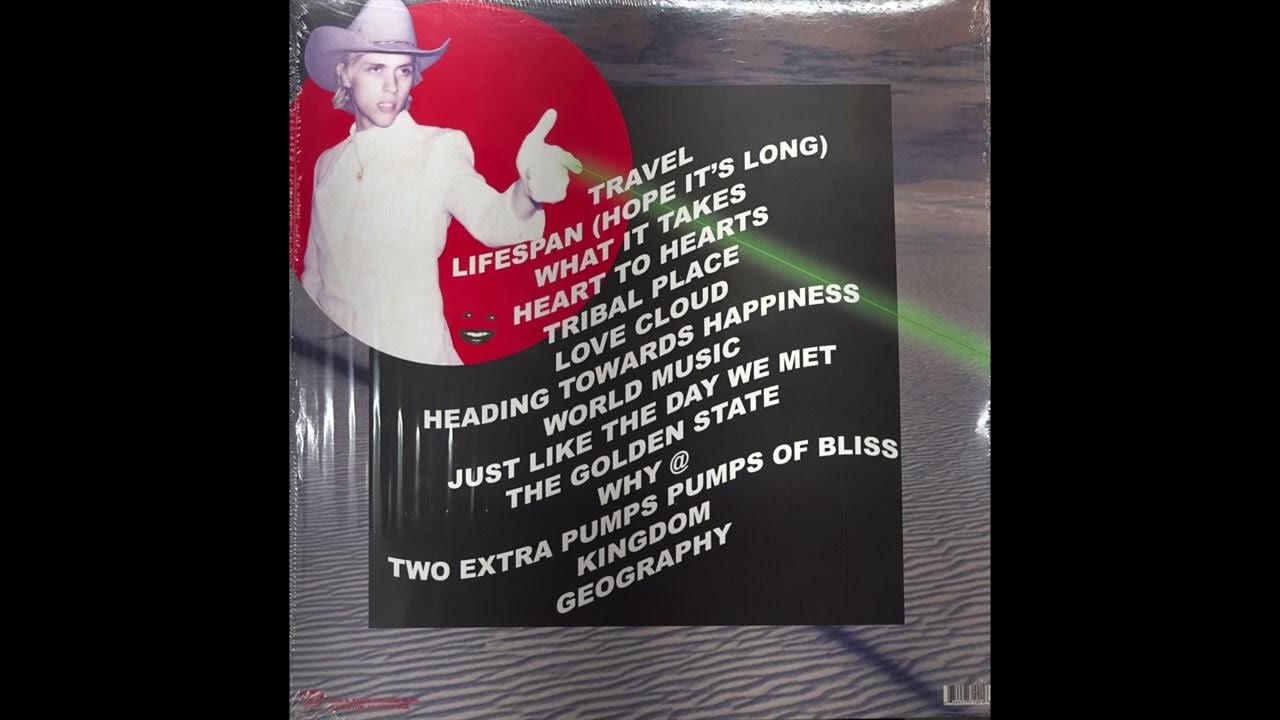 TRAVEL
LIFESPAN (HOPE IT'S LONG)
WHAT IT TAKES
HEART TO HEARTS
TRIBAL PLACE
LOVE CLOUD
HEADING TOWARDS HAPPINESS
WORLD MUSIC
JUST LIKE THE DAY WE MET
THE GOLDEN STATE
WHY @
TWO EXTRA PUMPS PUMPS OF BLISS
KINGDOM
GEOGRAPHY